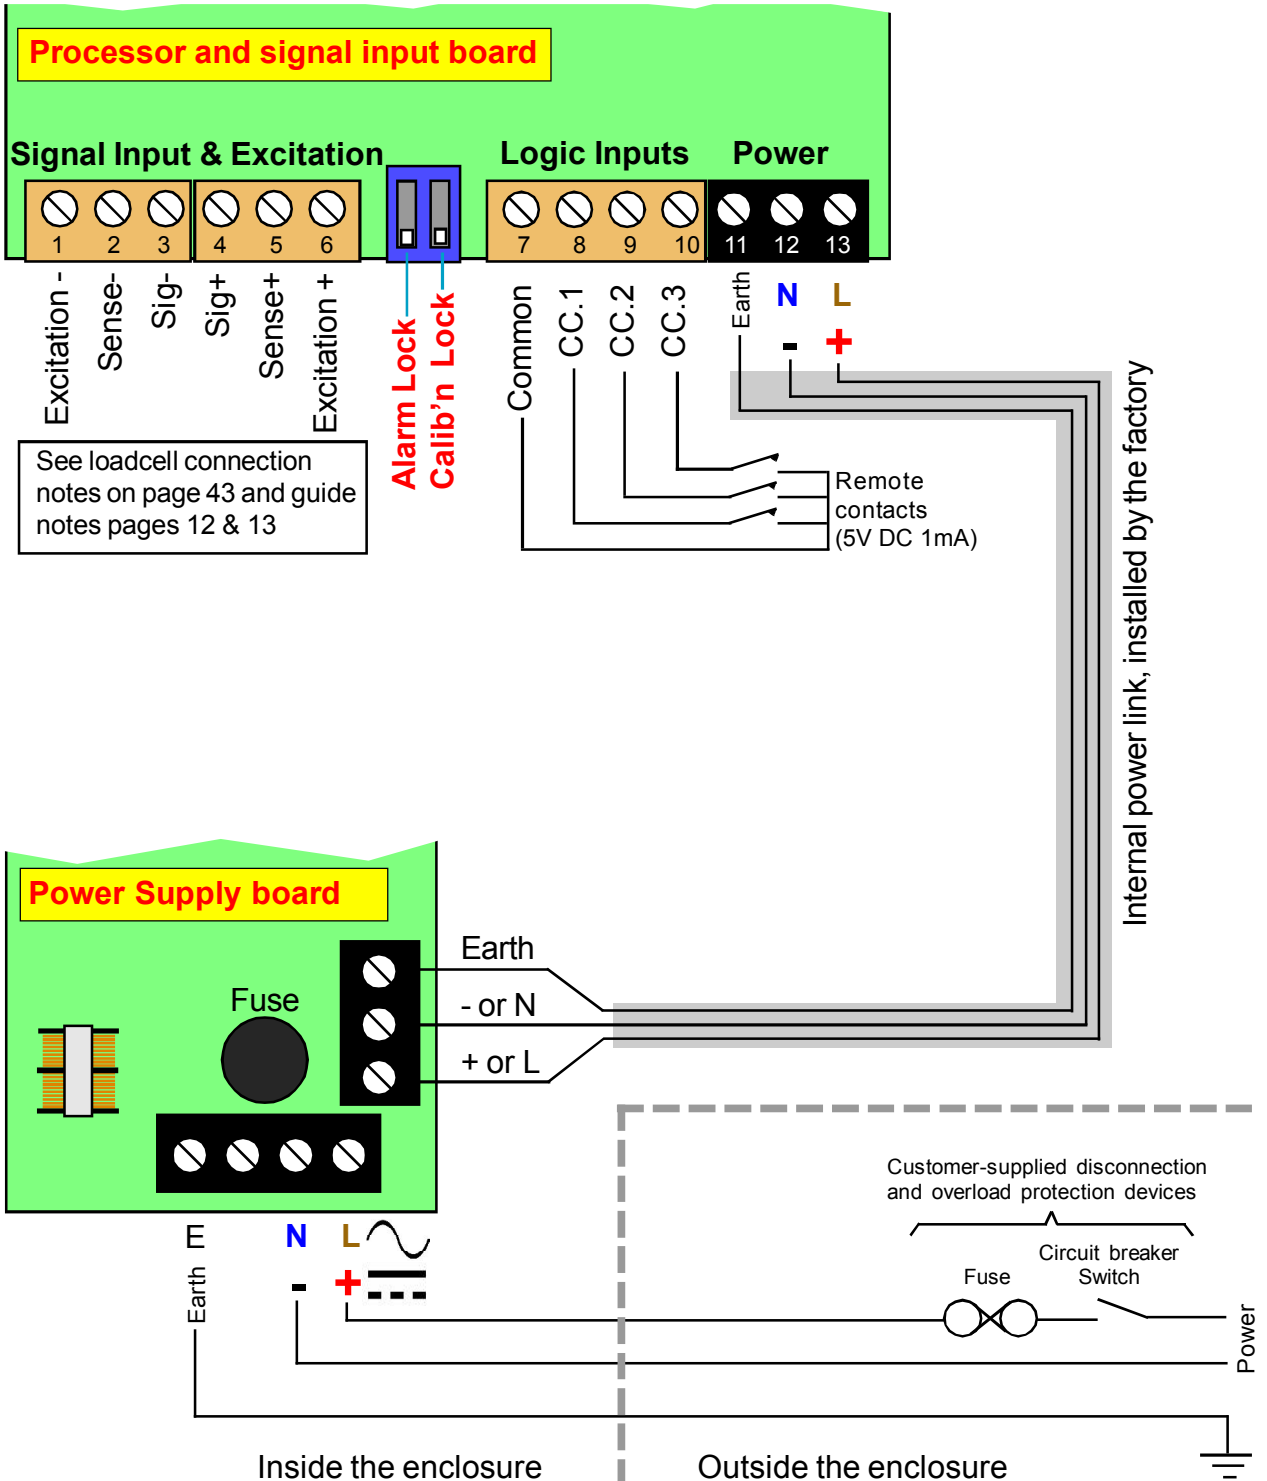 Processor and signal input board
Signal Input & Excitation
Logic Inputs
Power
1 2 3 4 5 6
7 8 9 10 11 12 13
Excitation -
Sense-
Sig-
Sig+
Sense+
Excitation +
Alarm Lock
Calib'n Lock
Common
CC.1
CC.2
CC.3
Earth
N
L
-
+
See loadcell connection
notes on page 43 and guide
notes pages 12 & 13
Remote
contacts
(5V DC 1mA)
Internal power link, installed by the factory
Power Supply board
Fuse
Earth
- or N
+ or L
E
N
L
Earth
-
+
Customer-supplied disconnection
and overload protection devices
Circuit breaker
Switch
Fuse
Power
Inside the enclosure
Outside the enclosure